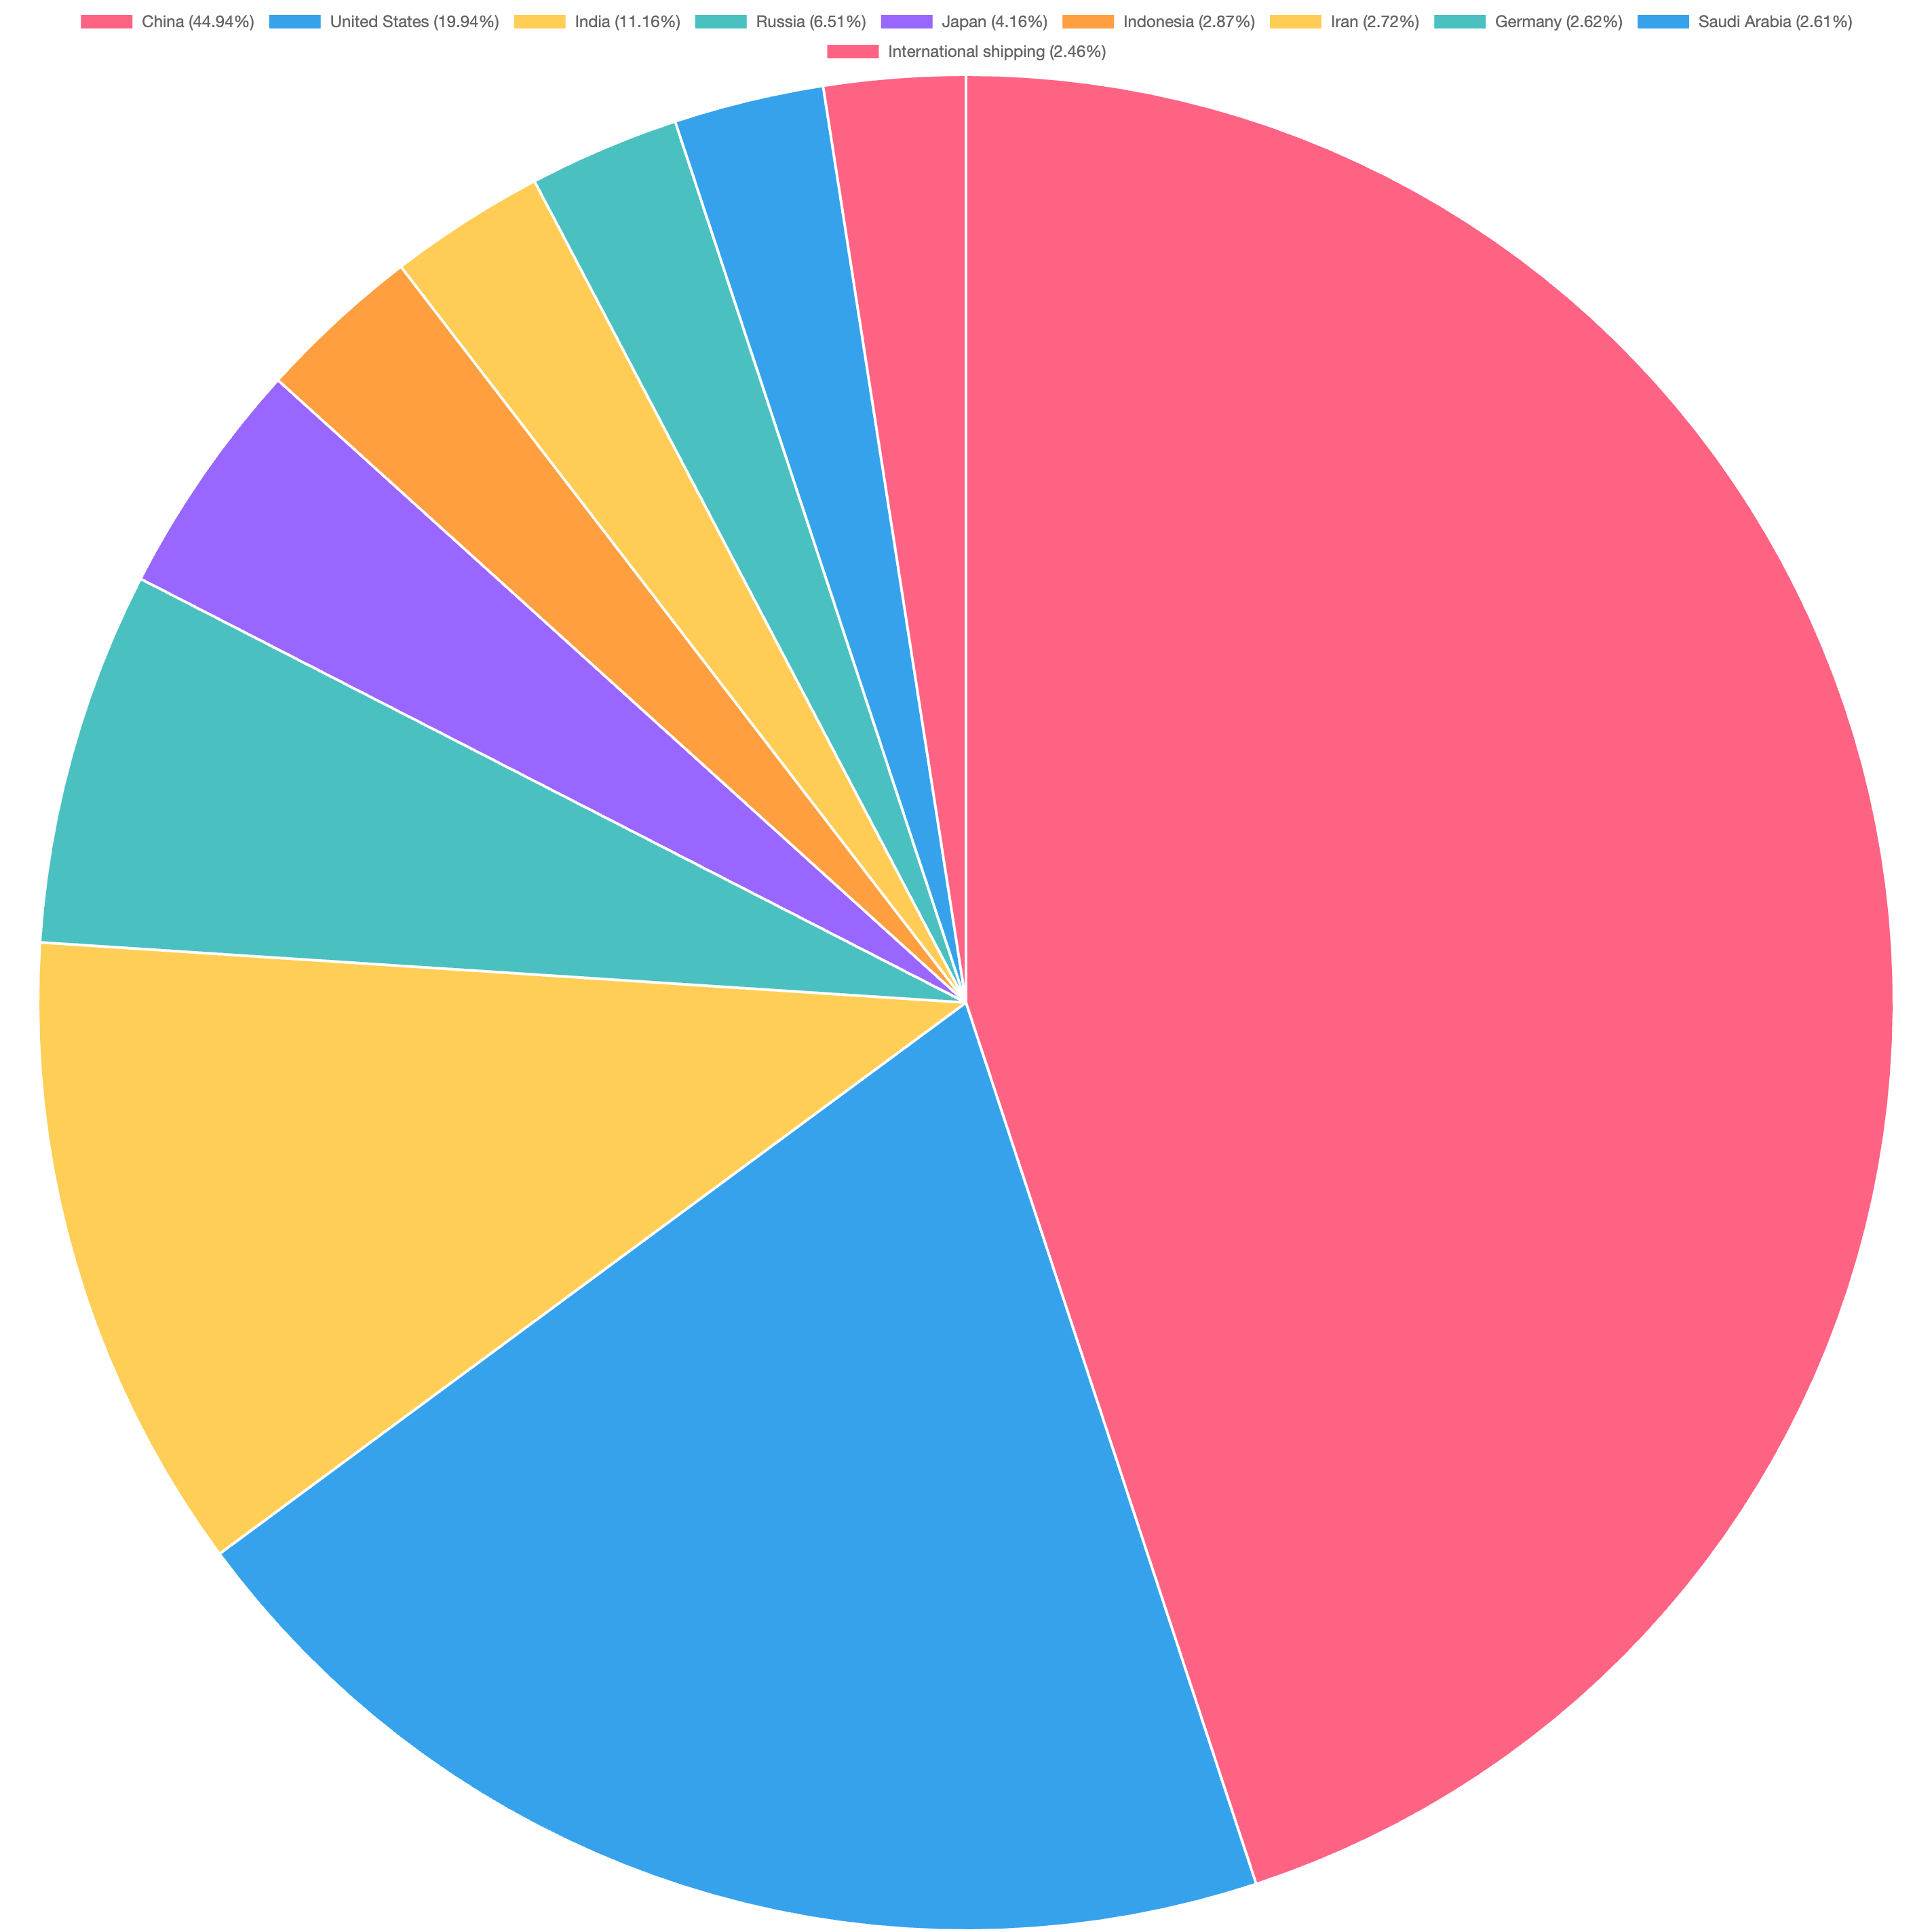 China (44.94%) United States (19.94%) India (11.16%) Russia (6.51%) Japan (4.16%) Indonesia (2.87%) Iran (2.72%) Germany (2.62%) Saudi Arabia (2.61%)
International shipping (2.46%)